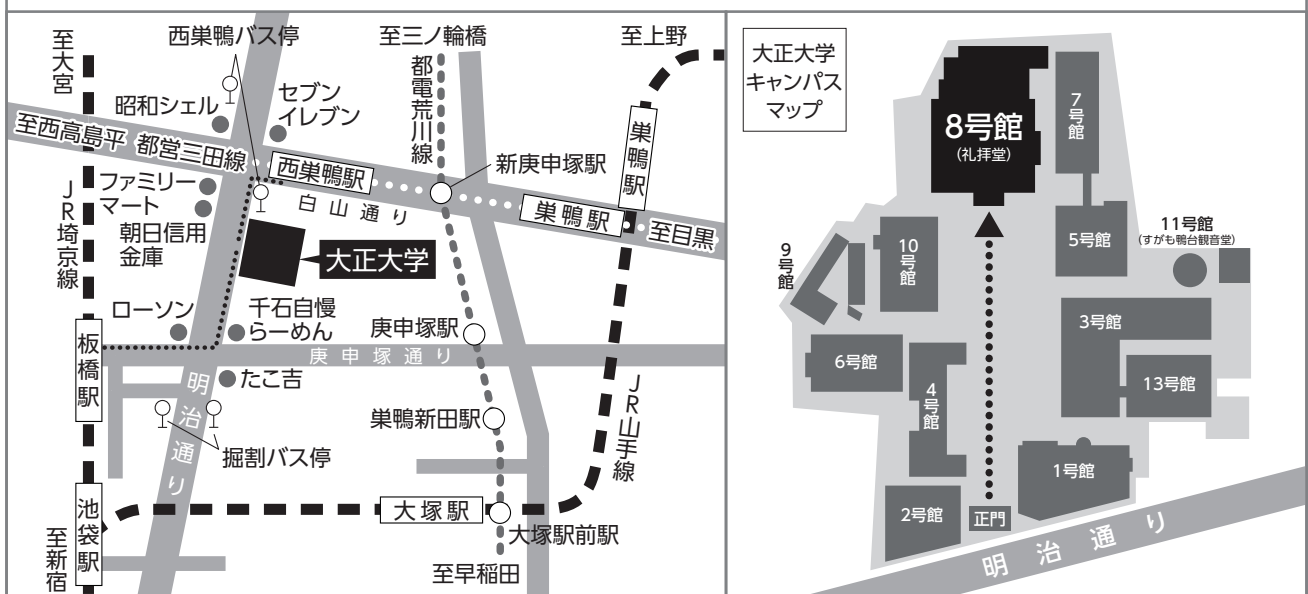 西巣鴨バス停
至三ノ輪橋
至上野
至大宮
都電荒川線
昭和シェル
セブン
イレブン
至西高島平
都営三田線
西巣鴨駅
新庚申塚駅
巣鴨駅
巣鴨駅
至目黒
白山通り
ファミリー
マート
朝日信用
金庫
JR埼京線
大正大学
ローソン
千石自慢
らーめん
庚申塚駅
庚申塚通り
板橋駅
たこ吉
明治通り
巣鴨新田駅
JR山手線
掘割バス停
池袋駅
大塚駅
大塚駅前駅
至新宿
至早稲田
大正大学
キャンパス
マップ
8号館
(礼拝堂)
7号館
5号館
11号館
(すがも鴨台観音堂)
10号館
9号館
3号館
6号館
4号館
13号館
1号館
2号館
正門
明治通り